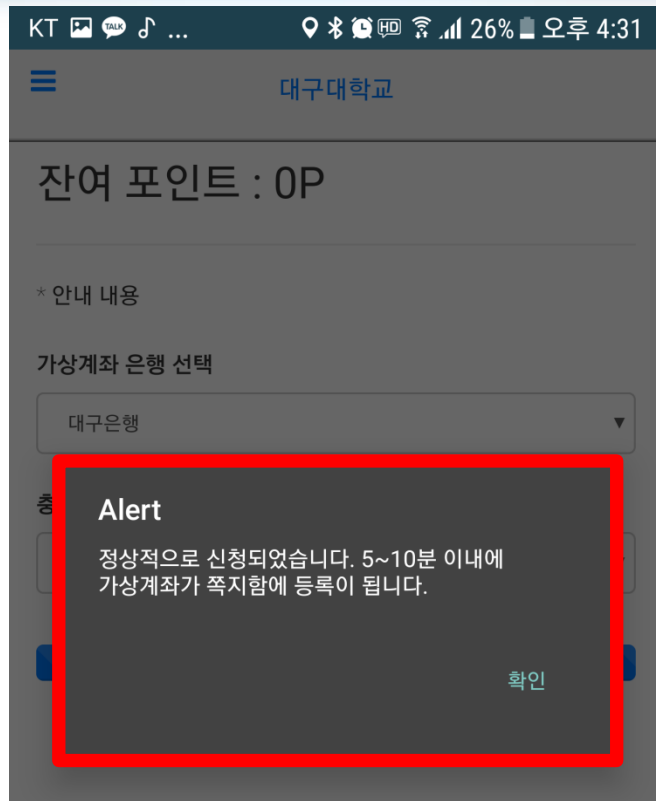 KT TALK ... HD 26% 오후 4:31
대구대학교
잔여 포인트 : 0P
* 안내 내용
가상계좌 은행 선택
대구은행
충
Alert
정상적으로 신청되었습니다. 5~10분 이내에
가상계좌가 쪽지함에 등록이 됩니다.
확인